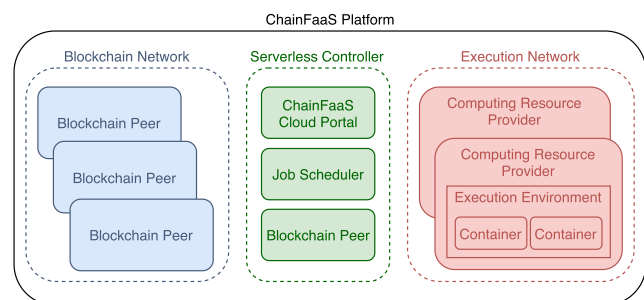 ChainFaaS Platform
Blockchain Network
Blockchain Peer
Blockchain Peer
Blockchain Peer
Serverless Controller
ChainFaaS
Cloud Portal
Job Scheduler
Blockchain Peer
Execution Network
Computing Resource
Provider
Computing Resource
Provider
Execution Environment
Container
Container